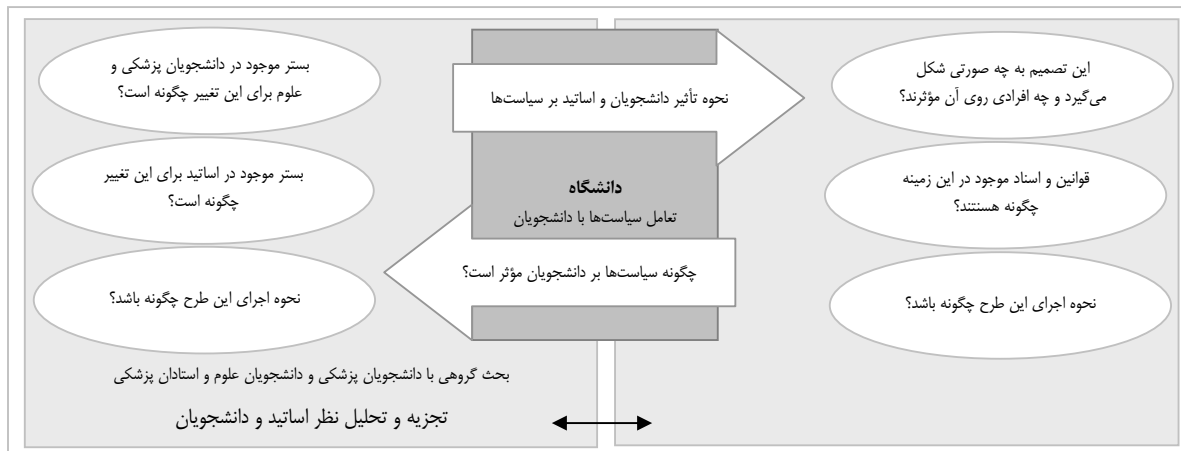 این تصمیم به چه صورتی شکل
می‌گیرد و چه افرادی روی آن مؤثرند؟
قوانین و اسناد موجود در این زمینه
چگونه هستند؟
نحوه اجرای این طرح چگونه باشد؟
نحوه تأثیر دانشجویان و اساتید بر سیاست‌ها
دانشگاه
تعامل سیاست‌ها با دانشجویان
چگونه سیاست‌ها بر دانشجویان مؤثر است؟
بستر موجود در دانشجویان پزشکی و
علوم برای این تغییر چگونه است؟
بستر موجود در اساتید برای این تغییر
چگونه است؟
نحوه اجرای این طرح چگونه باشد؟
بحث گروهی با دانشجویان پزشکی و دانشجویان علوم و استادان پزشکی
تجزیه و تحلیل نظر اساتید و دانشجویان